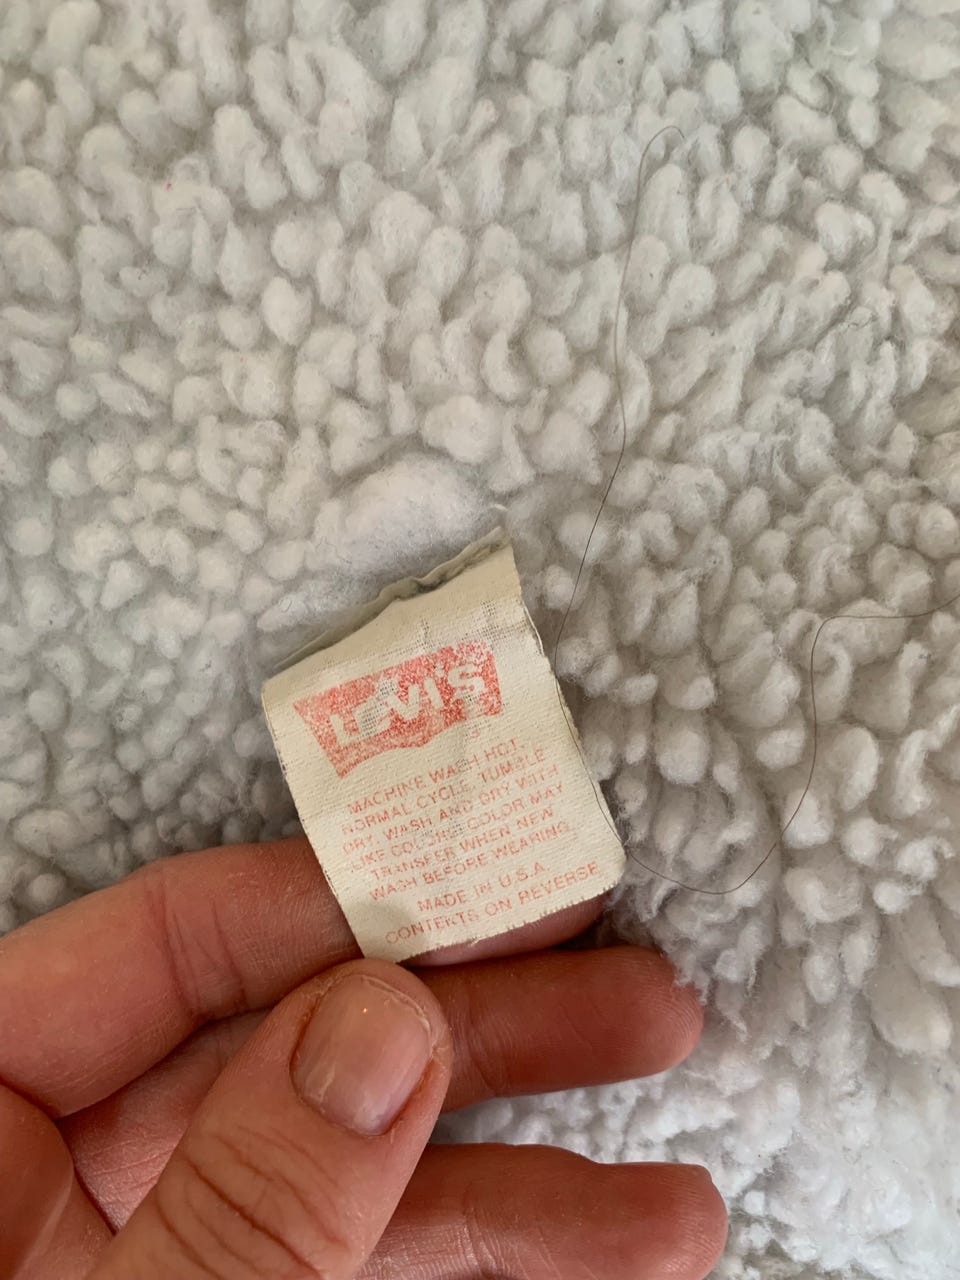 LEVI'S
MACHINE WASH HOT,
NORMAL CYCLE, TUMBLE
DRY. WASH AND DRY WITH
LIKE COLORS. COLOR MAY
TRANSFER WHEN NEW
WASH BEFORE WEARING.
MADE IN U.S.A.
CONTENTS ON REVERSE